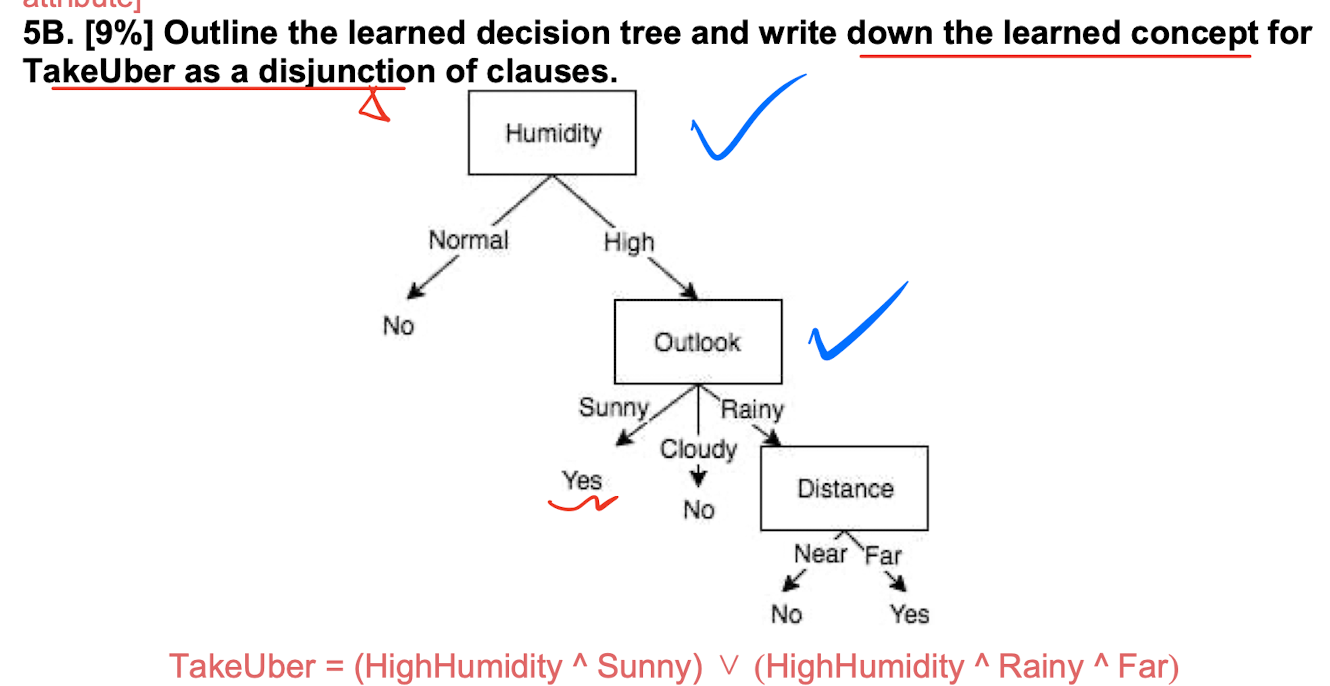 attribute]
5B. [9%] Outline the learned decision tree and write down the learned concept for
TakeUber as a disjunction of clauses.
Humidity
Normal High
No
Outlook
Sunny Rainy
Cloudy
Yes
No
Distance
Near Far
No Yes
TakeUber = (HighHumidity ^ Sunny) ∨ (HighHumidity ^ Rainy ^ Far)